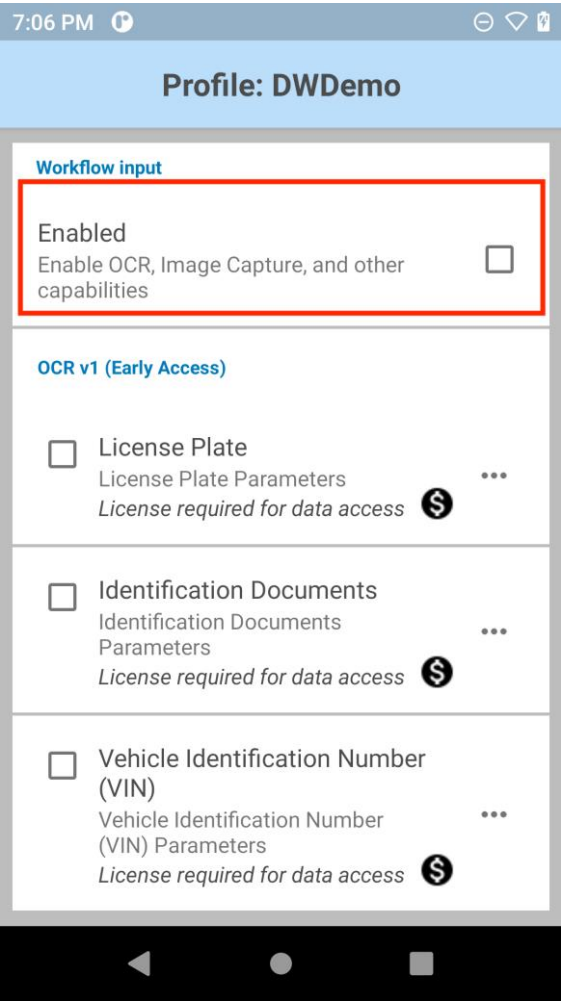 7:06 PM
Profile: DWDemo
Workflow input
Enabled
Enable OCR, Image Capture, and other
capabilities
OCR v1 (Early Access)
License Plate
License Plate Parameters
License required for data access
Identification Documents
Identification Documents
Parameters
License required for data access
Vehicle Identification Number
(VIN)
Vehicle Identification Number
(VIN) Parameters
License required for data access